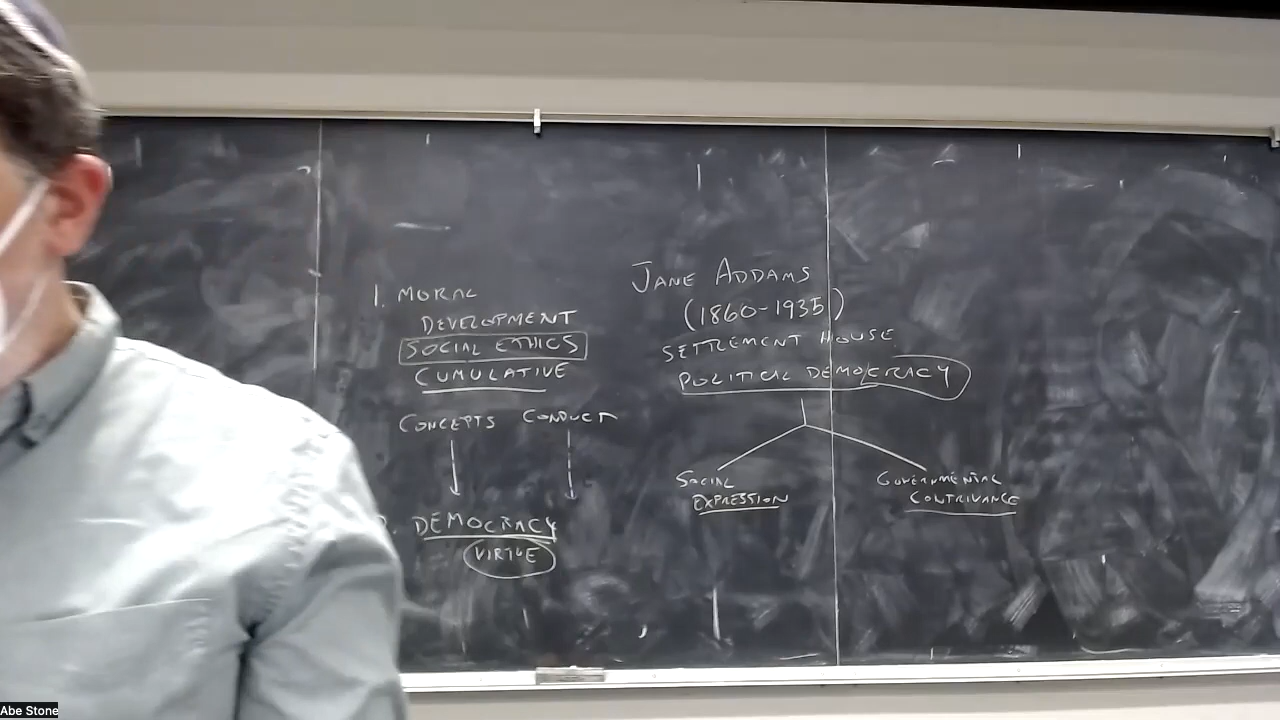 1. MORAL
DEVELOPMENT
SOCIAL ETHICS
CUMULATIVE
CONCEPTS CONDUCT
DEMOCRACY
VIRTUE
JANE ADDAMS
(1860-1935)
SETTLEMENT HOUSE
POLITICAL DEMOCRACY
SOCIAL
EXPRESSION
GOVERNMENTAL
CONTRIVANCE
Abe Stone